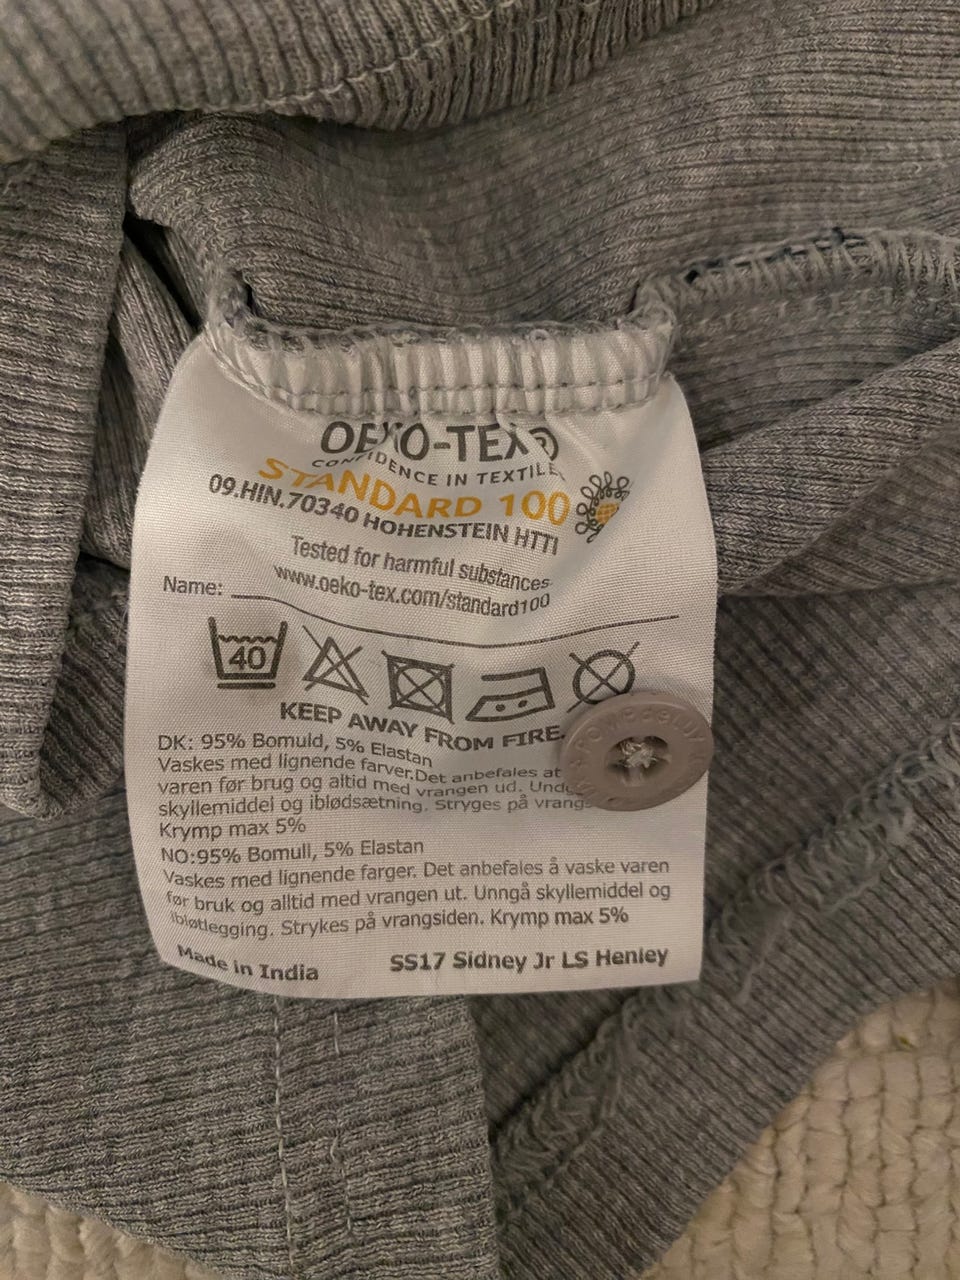 OEKO-TEX®
CONFIDENCE IN TEXTILES
STANDARD 100
09.HIN.70340 HOHENSTEIN HTTI
Tested for harmful substances
www.oeko-tex.com/standard100
Name:
40
KEEP AWAY FROM FIRE.
DK: 95% Bomuld, 5% Elastan
Vaskes med lignende farver.Det anbefales at
varen før brug og altid med vrangen ud.
skyllemiddel og iblødsætning. Stryges på
Krymp max 5%
NO:95% Bomull, 5% Elastan
Vaskes med lignende farger. Det anbefales å vaske varen
før bruk og alltid med vrangen ut. Unngå skyllemiddel og
ibløtlegging. Strykes på vrangsiden. Krymp max 5%
Made in India
SS17 Sidney Jr LS Henley